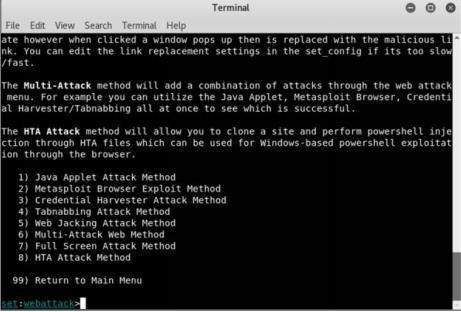 Terminal
File Edit View Search Terminal Help
ate however when clicked a window pops up then is replaced with the malicious li
nk. You can edit the link replacement settings in the set_config if its too slow
/fast.
The Multi-Attack method will add a combination of attacks through the web attack
menu. For example you can utilize the Java Applet, Metasploit Browser, Credenti
al Harvester/Tabnabbing all at once to see which is successful.
The HTA Attack method will allow you to clone a site and perform powershell inje
ction through HTA files which can be used for Windows-based powershell exploitat
ion through the browser.
1) Java Applet Attack Method
2) Metasploit Browser Exploit Method
3) Credential Harvester Attack Method
4) Tabnabbing Attack Method
5) Web Jacking Attack Method
6) Multi-Attack Web Method
7) Full Screen Attack Method
8) HTA Attack Method
99) Return to Main Menu
set:webattack>